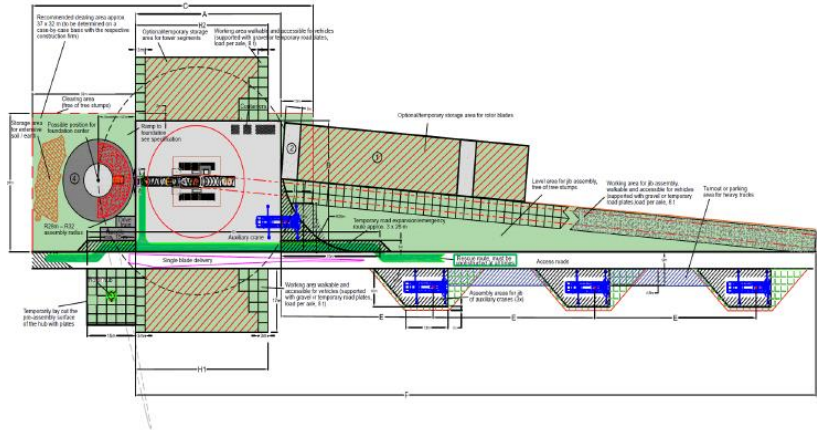 Recommended clearing area approx
37 x 32 m (to be determined on a
case-by-case basis with the respective
construction firm)
C
A
H2
Optional/temporary storage
area for tower segments
Working area walkable and accessible for vehicles
(supported with gravel or temporary road plates,
load per axle, 8 t)
Clearing area
(free of tree stumps)
Storage area
for extensive
soil / earth
Possible position for
foundation center
Ramp to
foundation
see specification
Containers
Optional/temporary storage area for rotor blades
1
2
4
Level area for jib assembly,
free of tree stumps
Working area for jib assembly,
walkable and accessible for vehicles
(supported with gravel or temporary
road plates, load per axle, 8 t)
Turnout or parking
area for heavy trucks
R28m – R32
assembly radius
Auxiliary crane
Temporary road expansion/emergency
route approx. 3 x 28 m
Single blade delivery
Rescue route, must be
Access roads
Temporarily lay out the
pre-assembly surface
of the hub with plates
Working area walkable and
accessible for vehicles (supported
with gravel or temporary road plates,
load per axle, 8 t)
Assembly areas for jib
of auxiliary cranes (3x)
E
E
E
H1
F